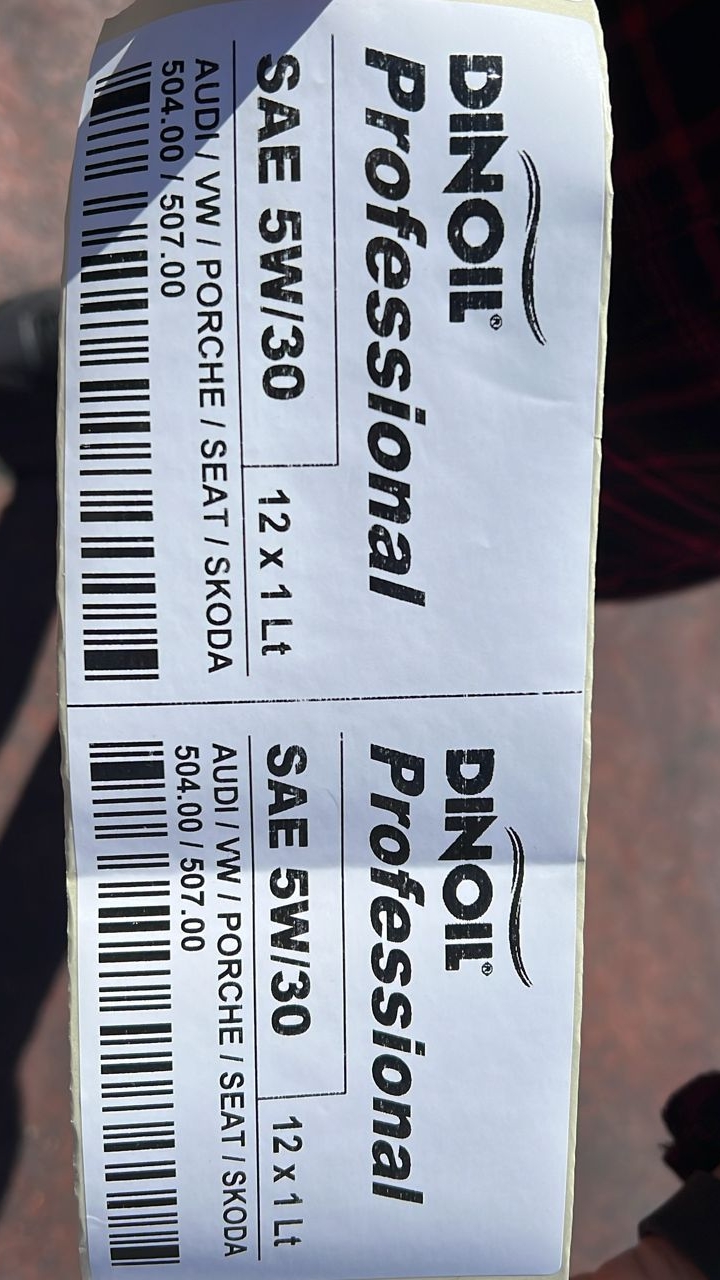 DINOIL®
Professional
SAE 5W/30
12 x 1 Lt
AUDI / VW / PORCHE / SEAT / SKODA
504.00 / 507.00
DINOIL®
Professional
SAE 5W/30
12 x 1 Lt
AUDI / VW / PORCHE / SEAT / SKODA
504.00 / 507.00